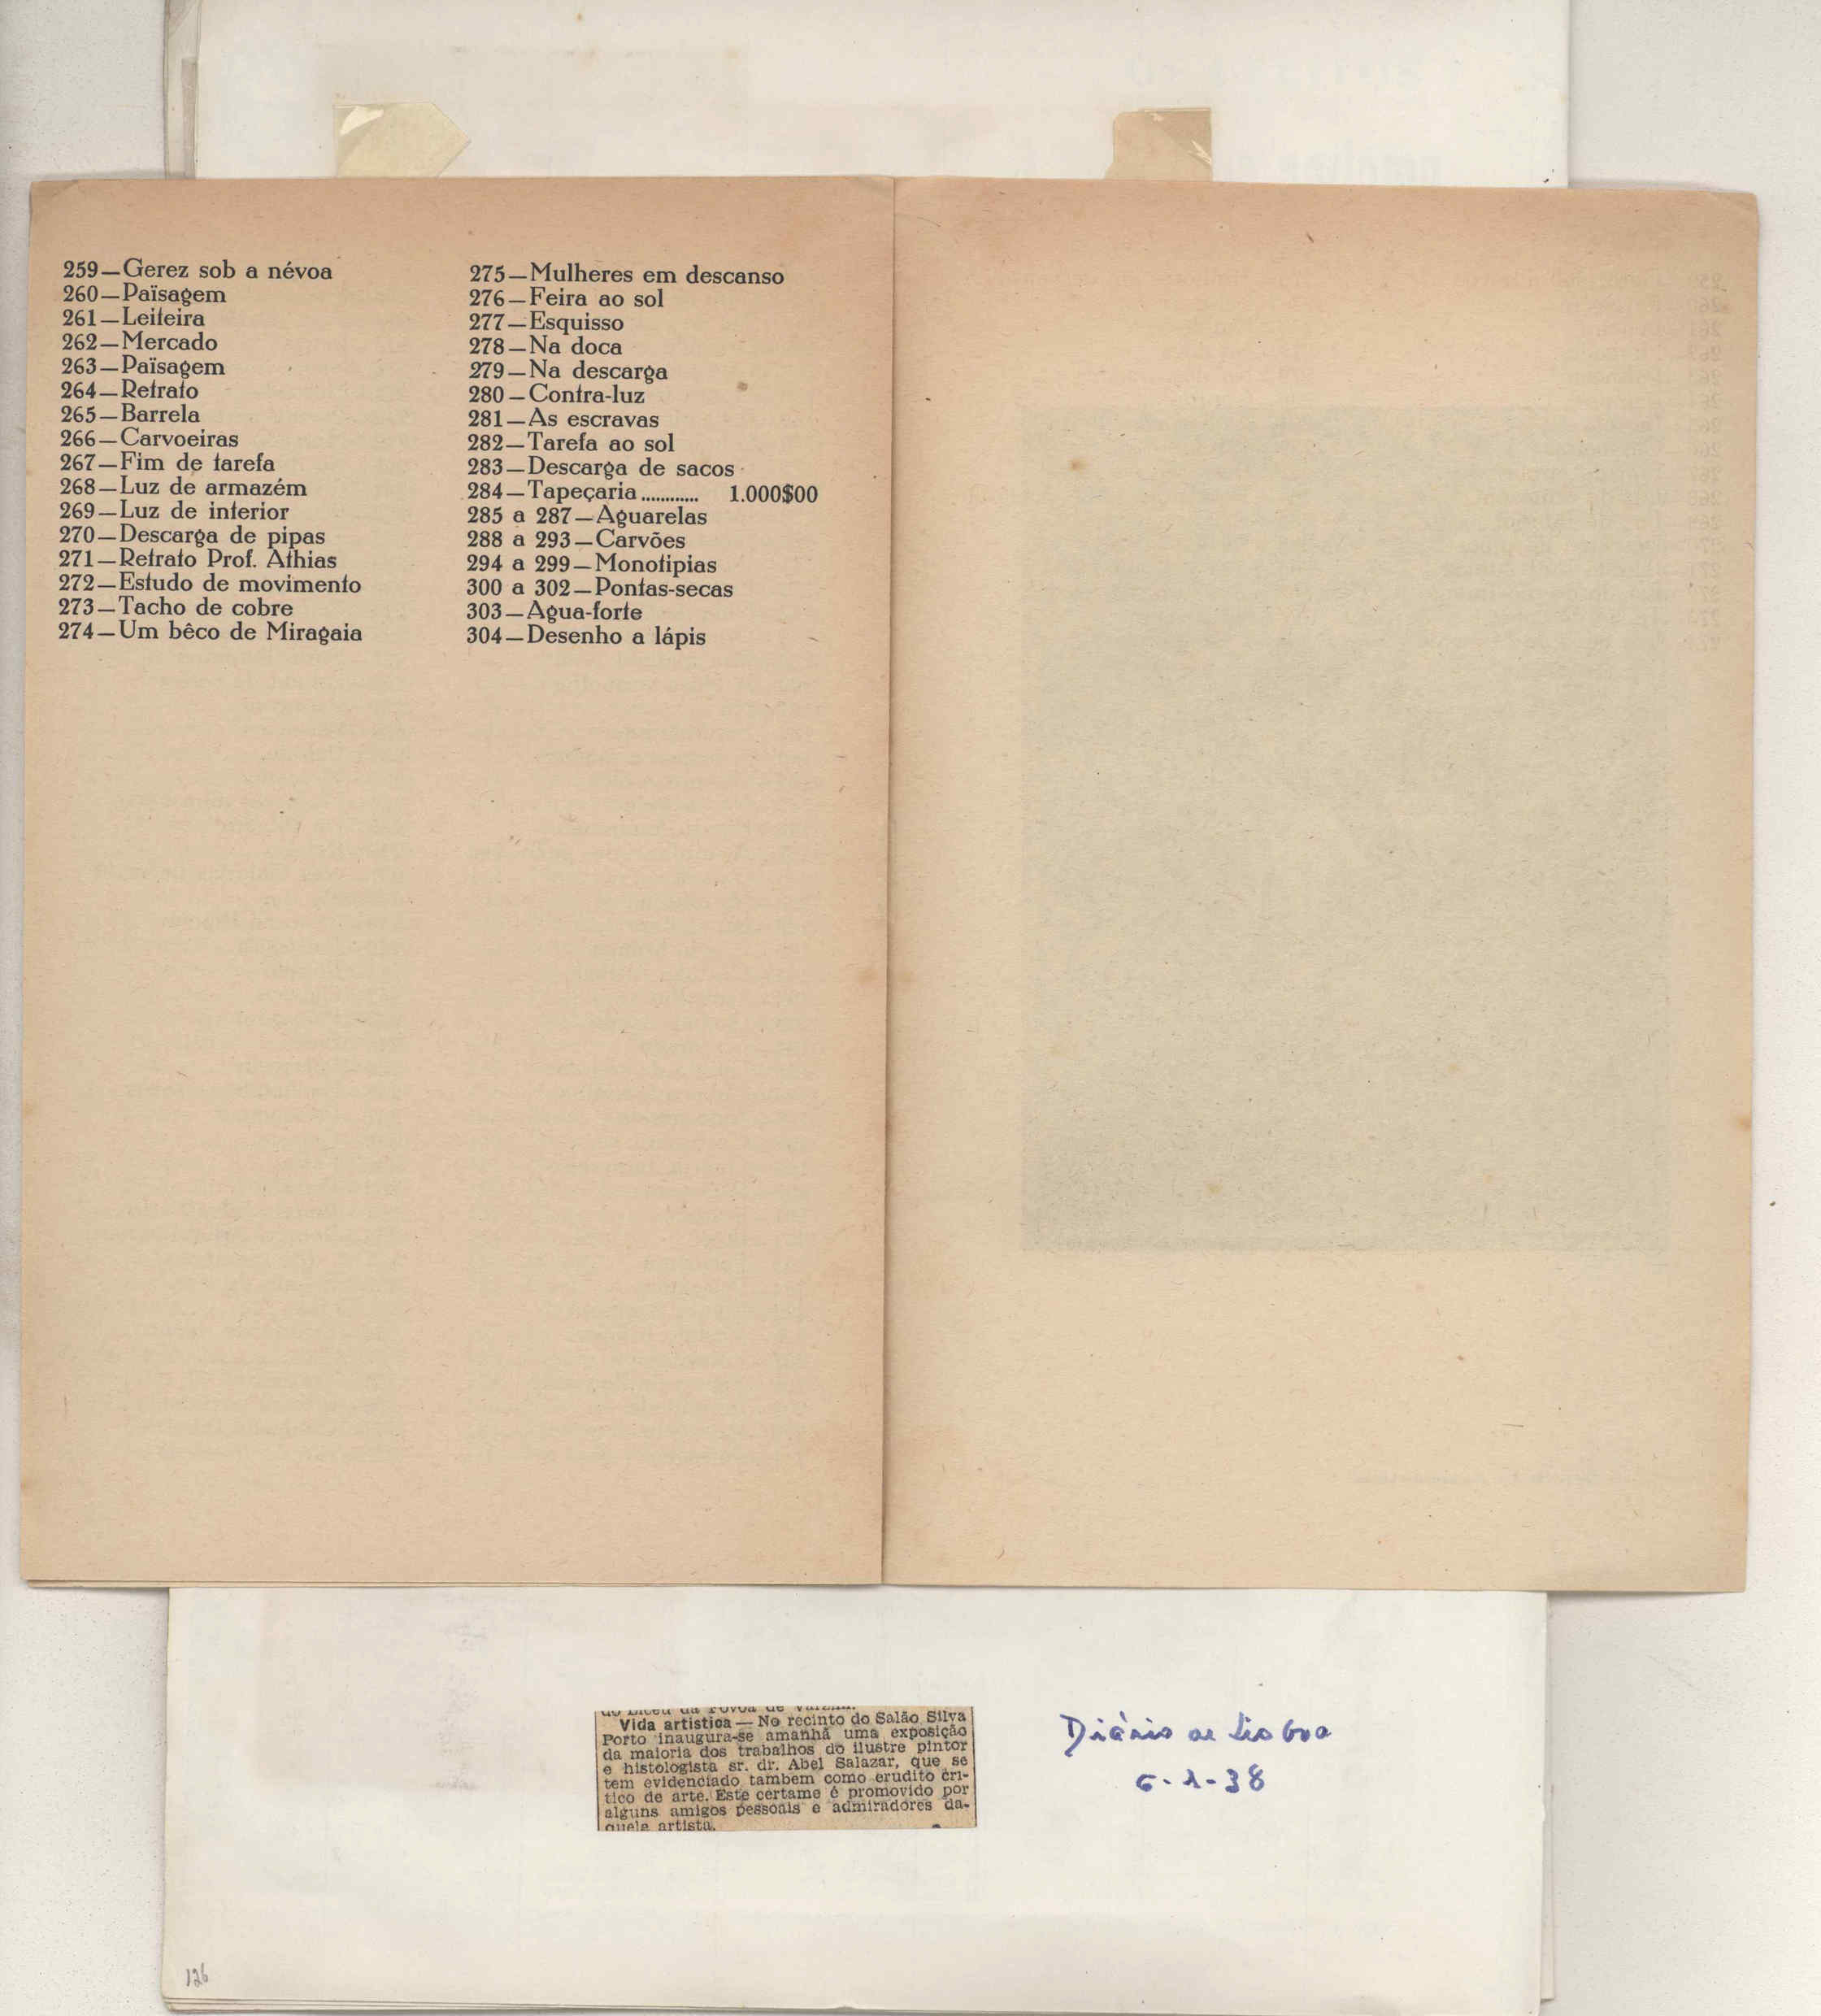 259—Gerez sob a névoa
260—Païsagem
261—Leiteira
262—Mercado
263—Païsagem
264—Retrato
265—Barrela
266—Carvoeiras
267—Fim de tarefa
268—Luz de armazém
269—Luz de interior
270—Descarga de pipas
271—Retrato Prof. Athias
272—Estudo de movimento
273—Tacho de cobre
274—Um bêco de Miragaia
275—Mulheres em descanso
276—Feira ao sol
277—Esquisso
278—Na doca
279—Na descarga
280—Contra-luz
281—As escravas
282—Tarefa ao sol
283—Descarga de sacos
284—Tapeçaria ............ 1.000$00
285 a 287—Aguarelas
288 a 293—Carvões
294 a 299—Monotipias
300 a 302—Pontas-secas
303—Agua-forte
304—Desenho a lápis
do Liceu da Povoa de Varzim.
Vida artistica — No recinto do Salão Silva
Porto inaugura-se amanhã uma exposição
da maioria dos trabalhos do ilustre pintor
e histologista sr. dr. Abel Salazar, que se
tem evidenciado tambem como erudito cri-
tico de arte. Este certame é promovido por
alguns amigos pessoais e admiradores da-
quele artista.
Diário de Lisboa
126